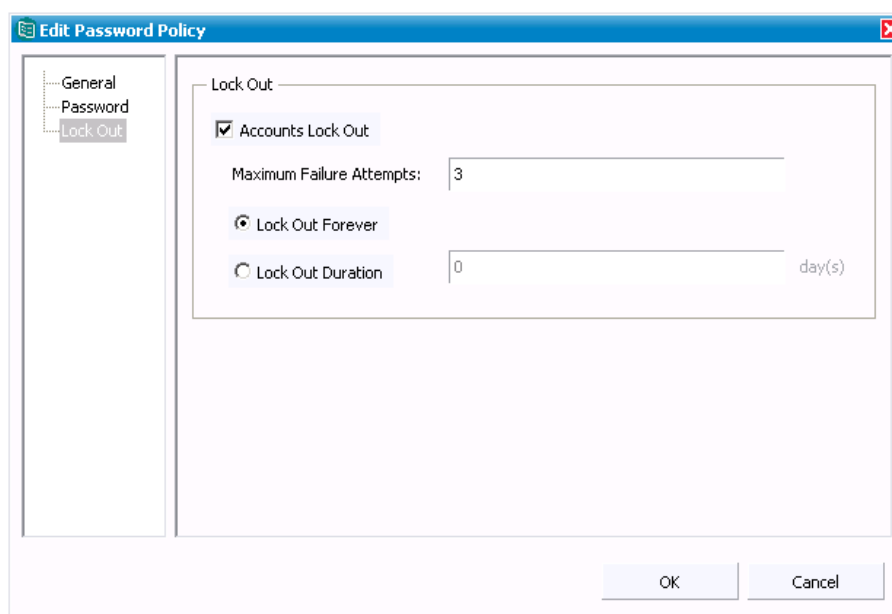 Edit Password Policy
General
Password
Lock Out
Lock Out
Accounts Lock Out
Maximum Failure Attempts: 3
Lock Out Forever
Lock Out Duration 0 day(s)
OK Cancel